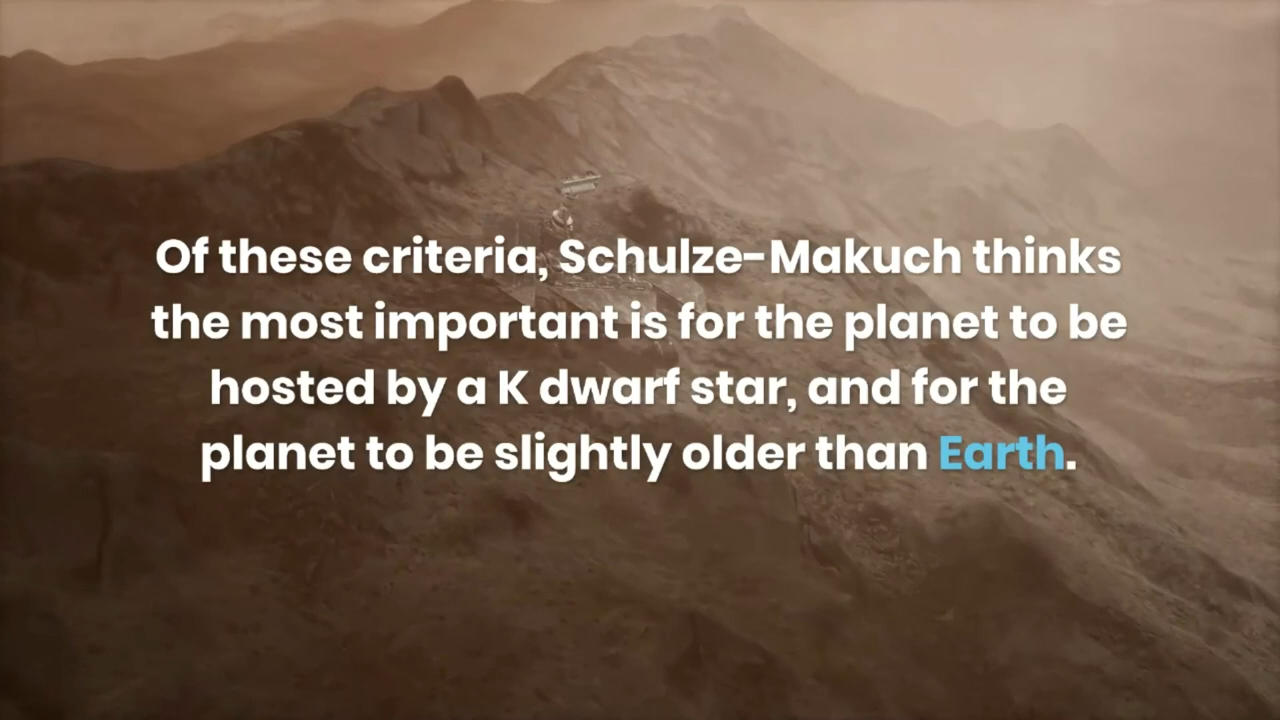 Of these criteria, Schulze-Makuch thinks
the most important is for the planet to be
hosted by a K dwarf star, and for the
planet to be slightly older than Earth.